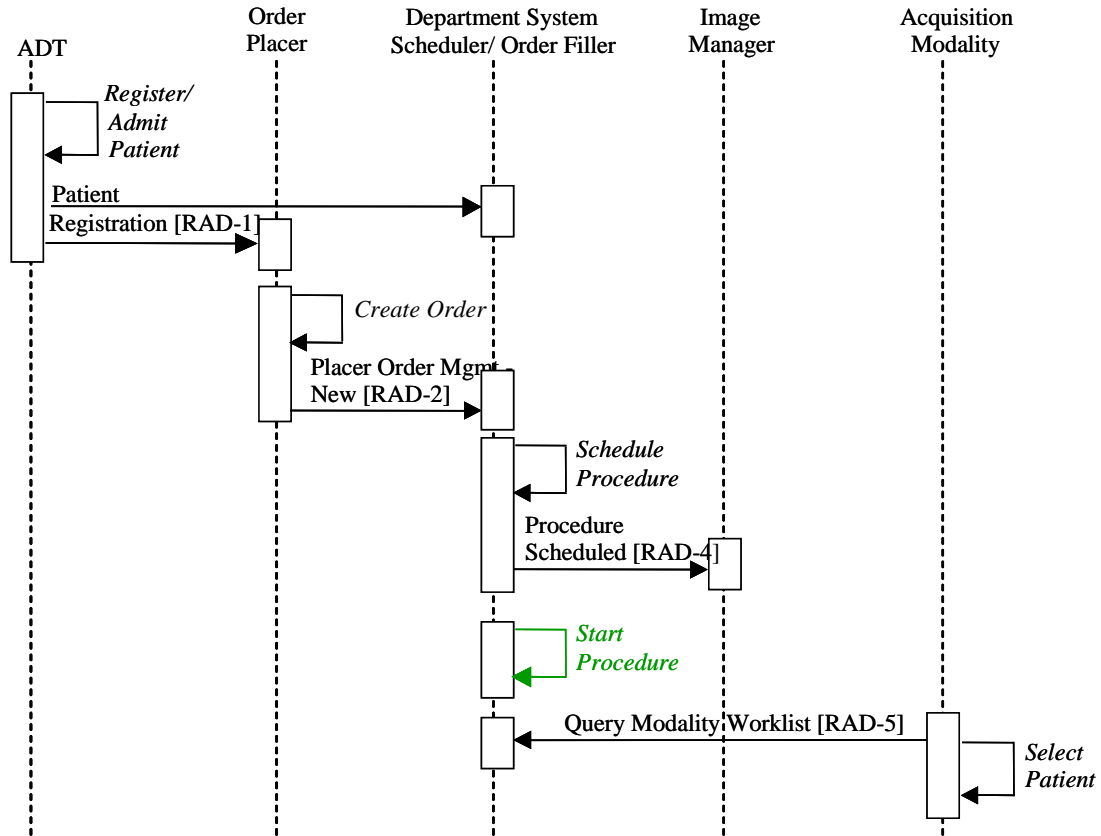 ADT
Order
Placer
Department System
Scheduler/ Order Filler
Image
Manager
Acquisition
Modality
Register/
Admit
Patient
Patient
Registration [RAD-1]
Create Order
Placer Order Mgmt -
New [RAD-2]
Schedule
Procedure
Procedure
Scheduled [RAD-4]
Start
Procedure
Query Modality Worklist [RAD-5]
Select
Patient